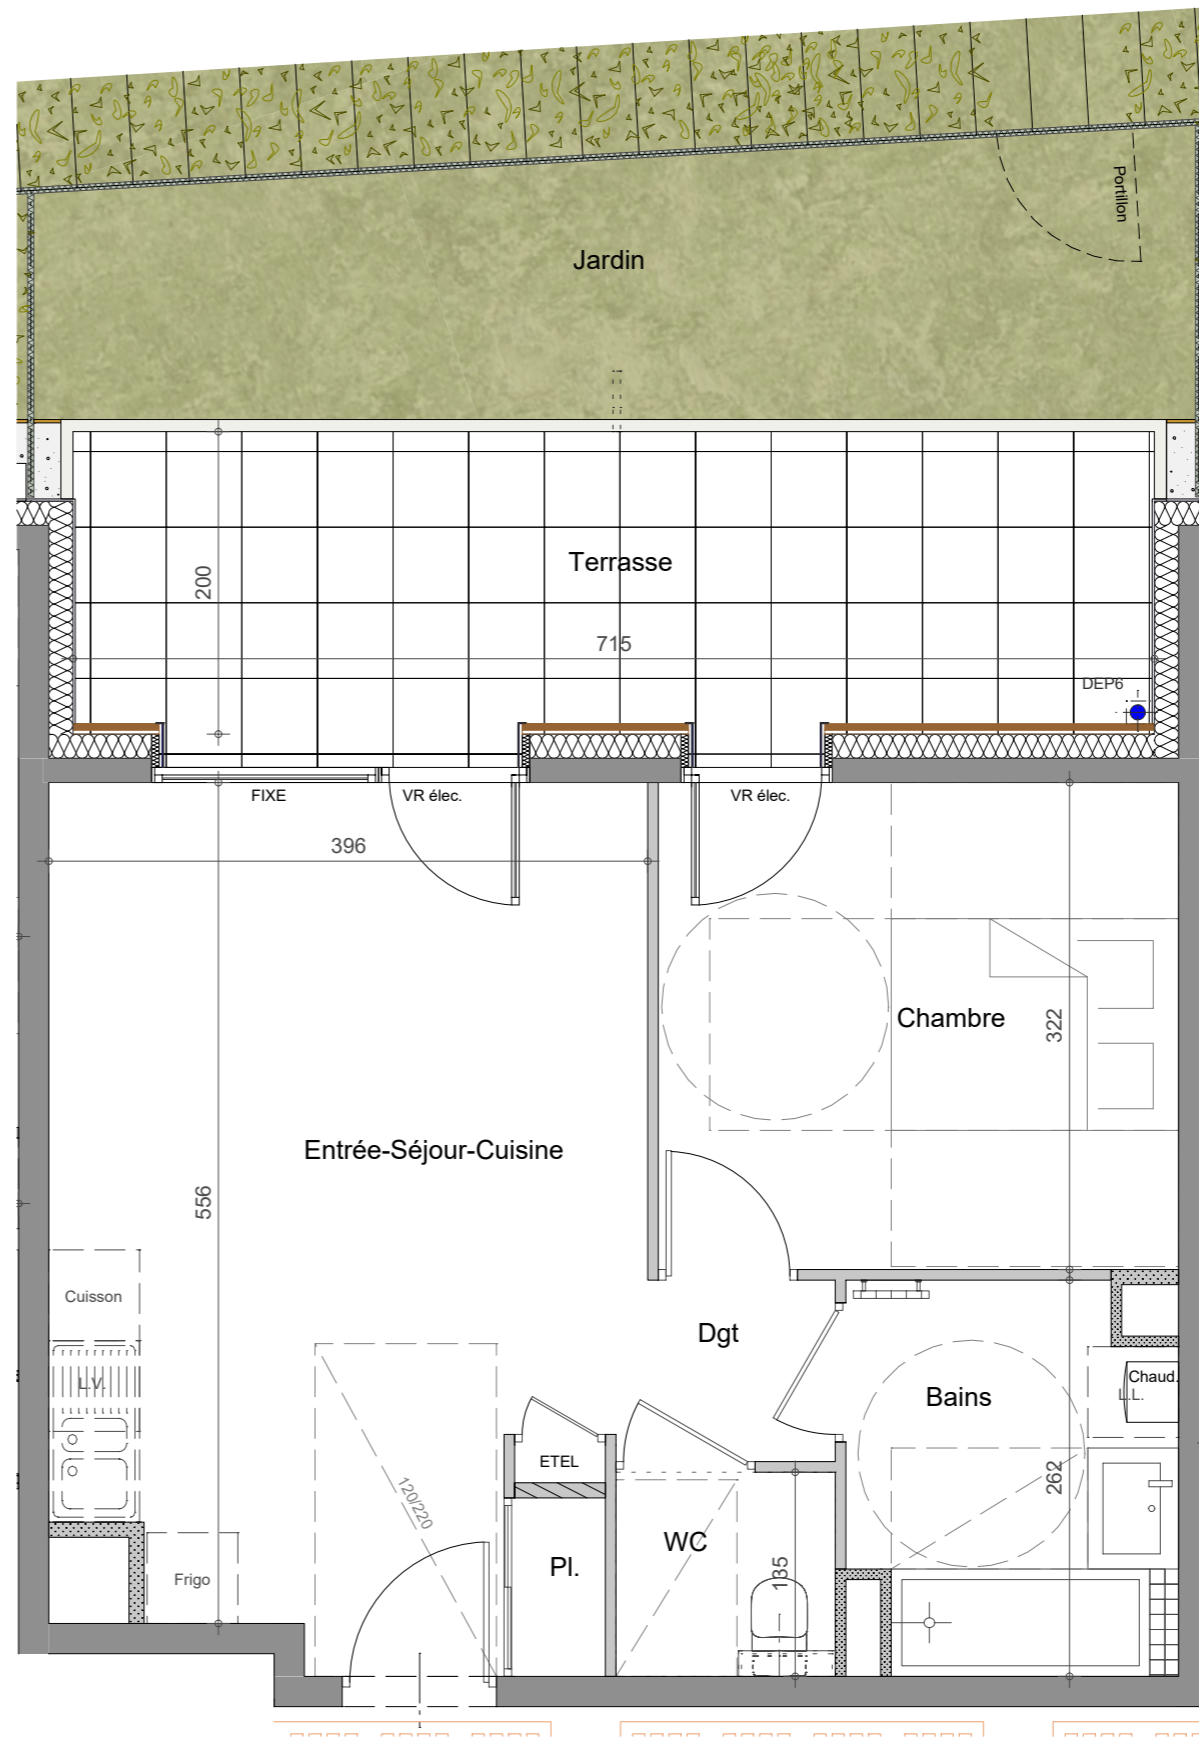 Portillon
Jardin
Terrasse
200
715
DEP6
FIXE
VR élec.
VR élec.
396
Chambre
322
Entrée-Séjour-Cuisine
556
Cuisson
Dgt
L.V.
Bains
Chaud.
L.L.
ETEL
262
120/220
WC
Pl.
135
Frigo